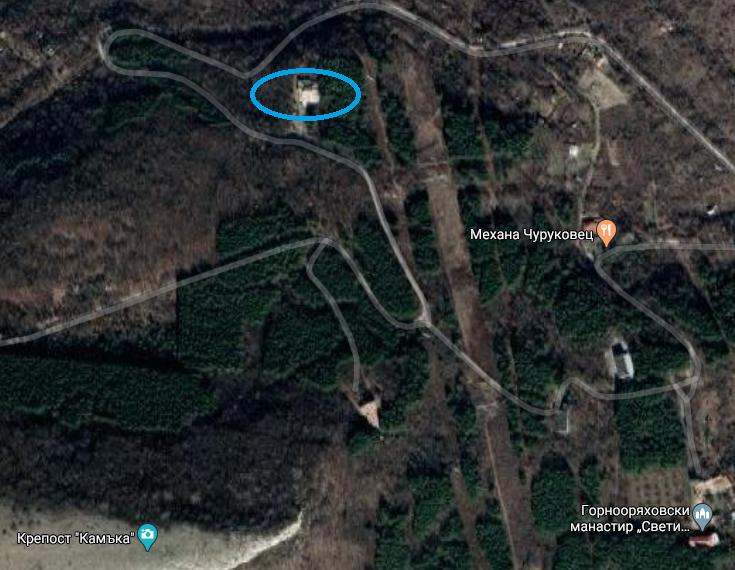 Механа Чуруковец
Горнооряховски
манастир „Свети...
Крепост "Камъка"